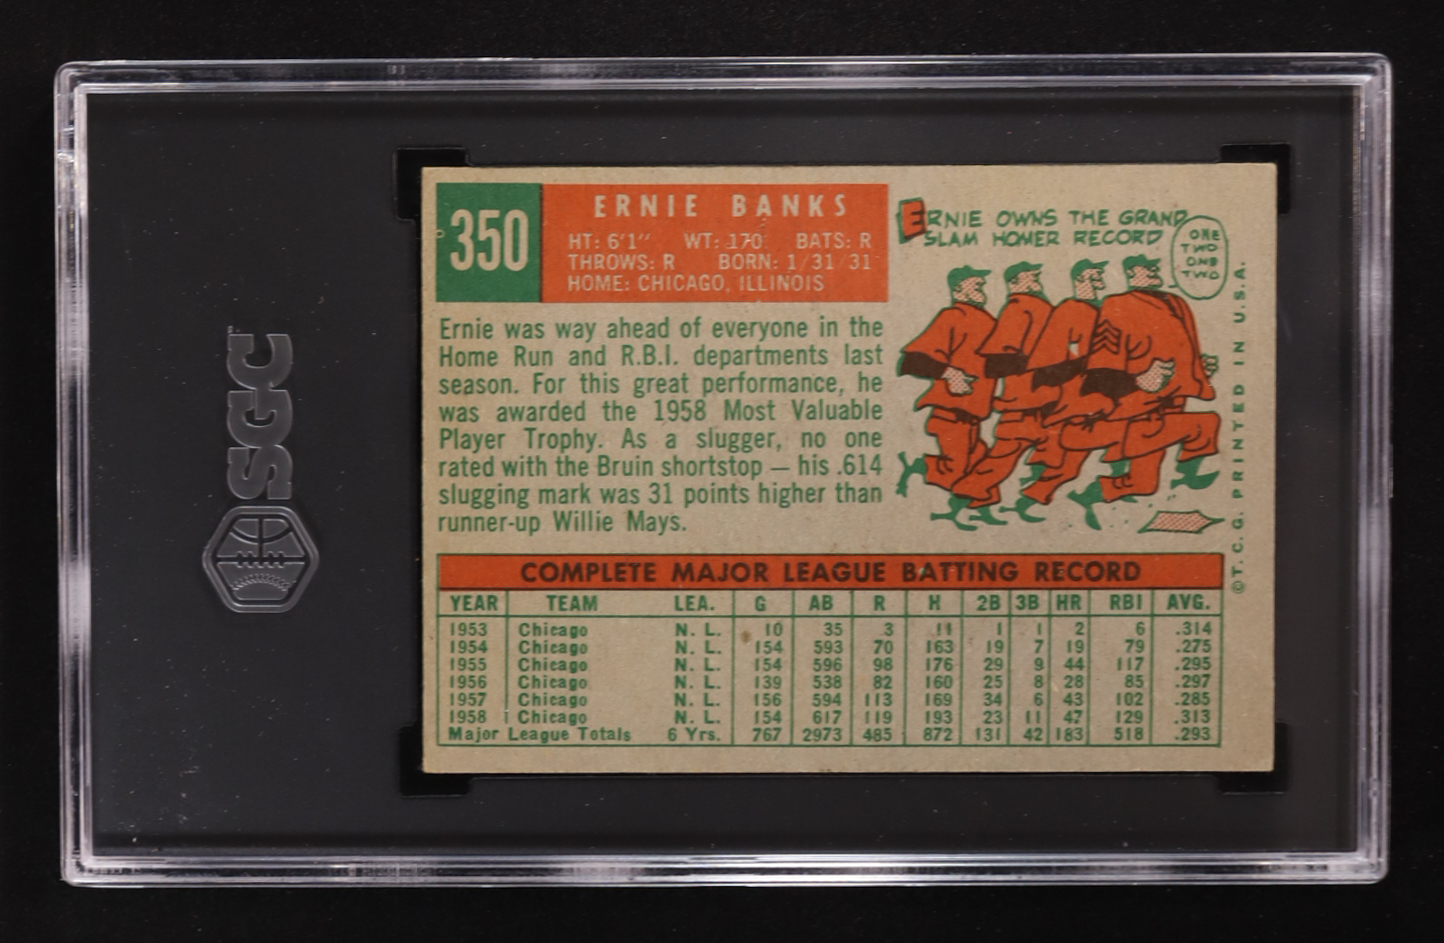 350
ERNIE BANKS
HT: 6'1" WT: 170 BATS: R
THROWS: R BORN: 1/31/31
HOME: CHICAGO, ILLINOIS
ERNIE OWNS THE GRAND
SLAM HOMER RECORD
ONE
TWO
ONE
TWO
Ernie was way ahead of everyone in the
Home Run and R.B.I. departments last
season. For this great performance, he
was awarded the 1958 Most Valuable
Player Trophy. As a slugger, no one
rated with the Bruin shortstop — his .614
slugging mark was 31 points higher than
runner-up Willie Mays.
COMPLETE MAJOR LEAGUE BATTING RECORD
YEAR TEAM LEA. G AB R H 2B 3B HR RBI AVG.
1953 Chicago N. L. 10 35 3 11 1 1 2 6 .314
1954 Chicago N. L. 154 593 70 163 19 7 19 79 .275
1955 Chicago N. L. 154 596 98 176 29 9 44 117 .295
1956 Chicago N. L. 139 538 82 160 25 8 28 85 .297
1957 Chicago N. L. 156 594 113 169 34 6 43 102 .285
1958 Chicago N. L. 154 617 119 193 23 11 47 129 .313
Major League Totals 6 Yrs. 767 2973 485 872 131 42 183 518 .293
©T. C. G. PRINTED IN U.S.A.
SGC™